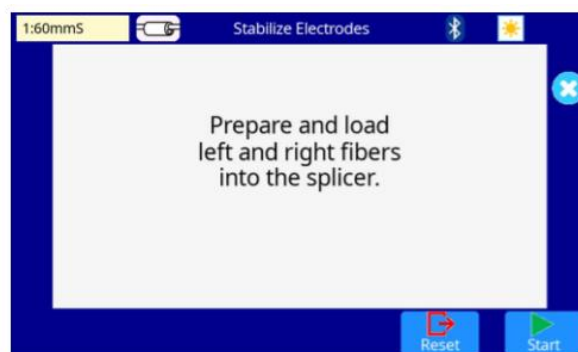 1:60mmS
Stabilize Electrodes
Prepare and load
left and right fibers
into the splicer.
Reset
Start